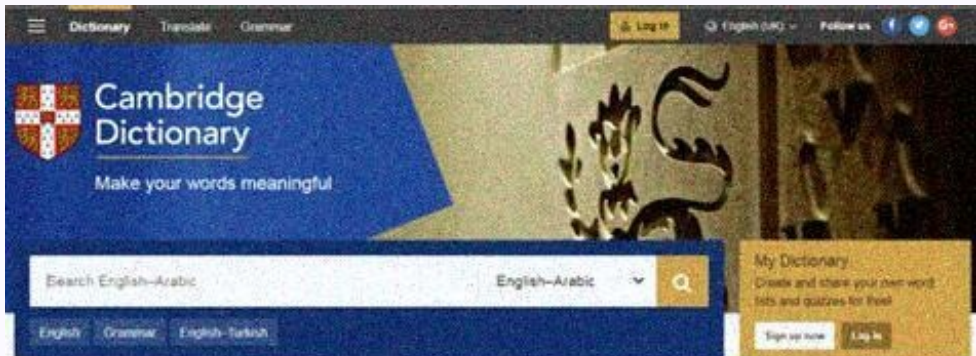 Dictionary Translate Grammar Log in English (UK) Follow us f G+
Cambridge
Dictionary
Make your words meaningful
Search English–Arabic English–Arabic
English Grammar English–Turkish
My Dictionary
Create and share your own word
lists and quizzes for free!
Sign up now Log in